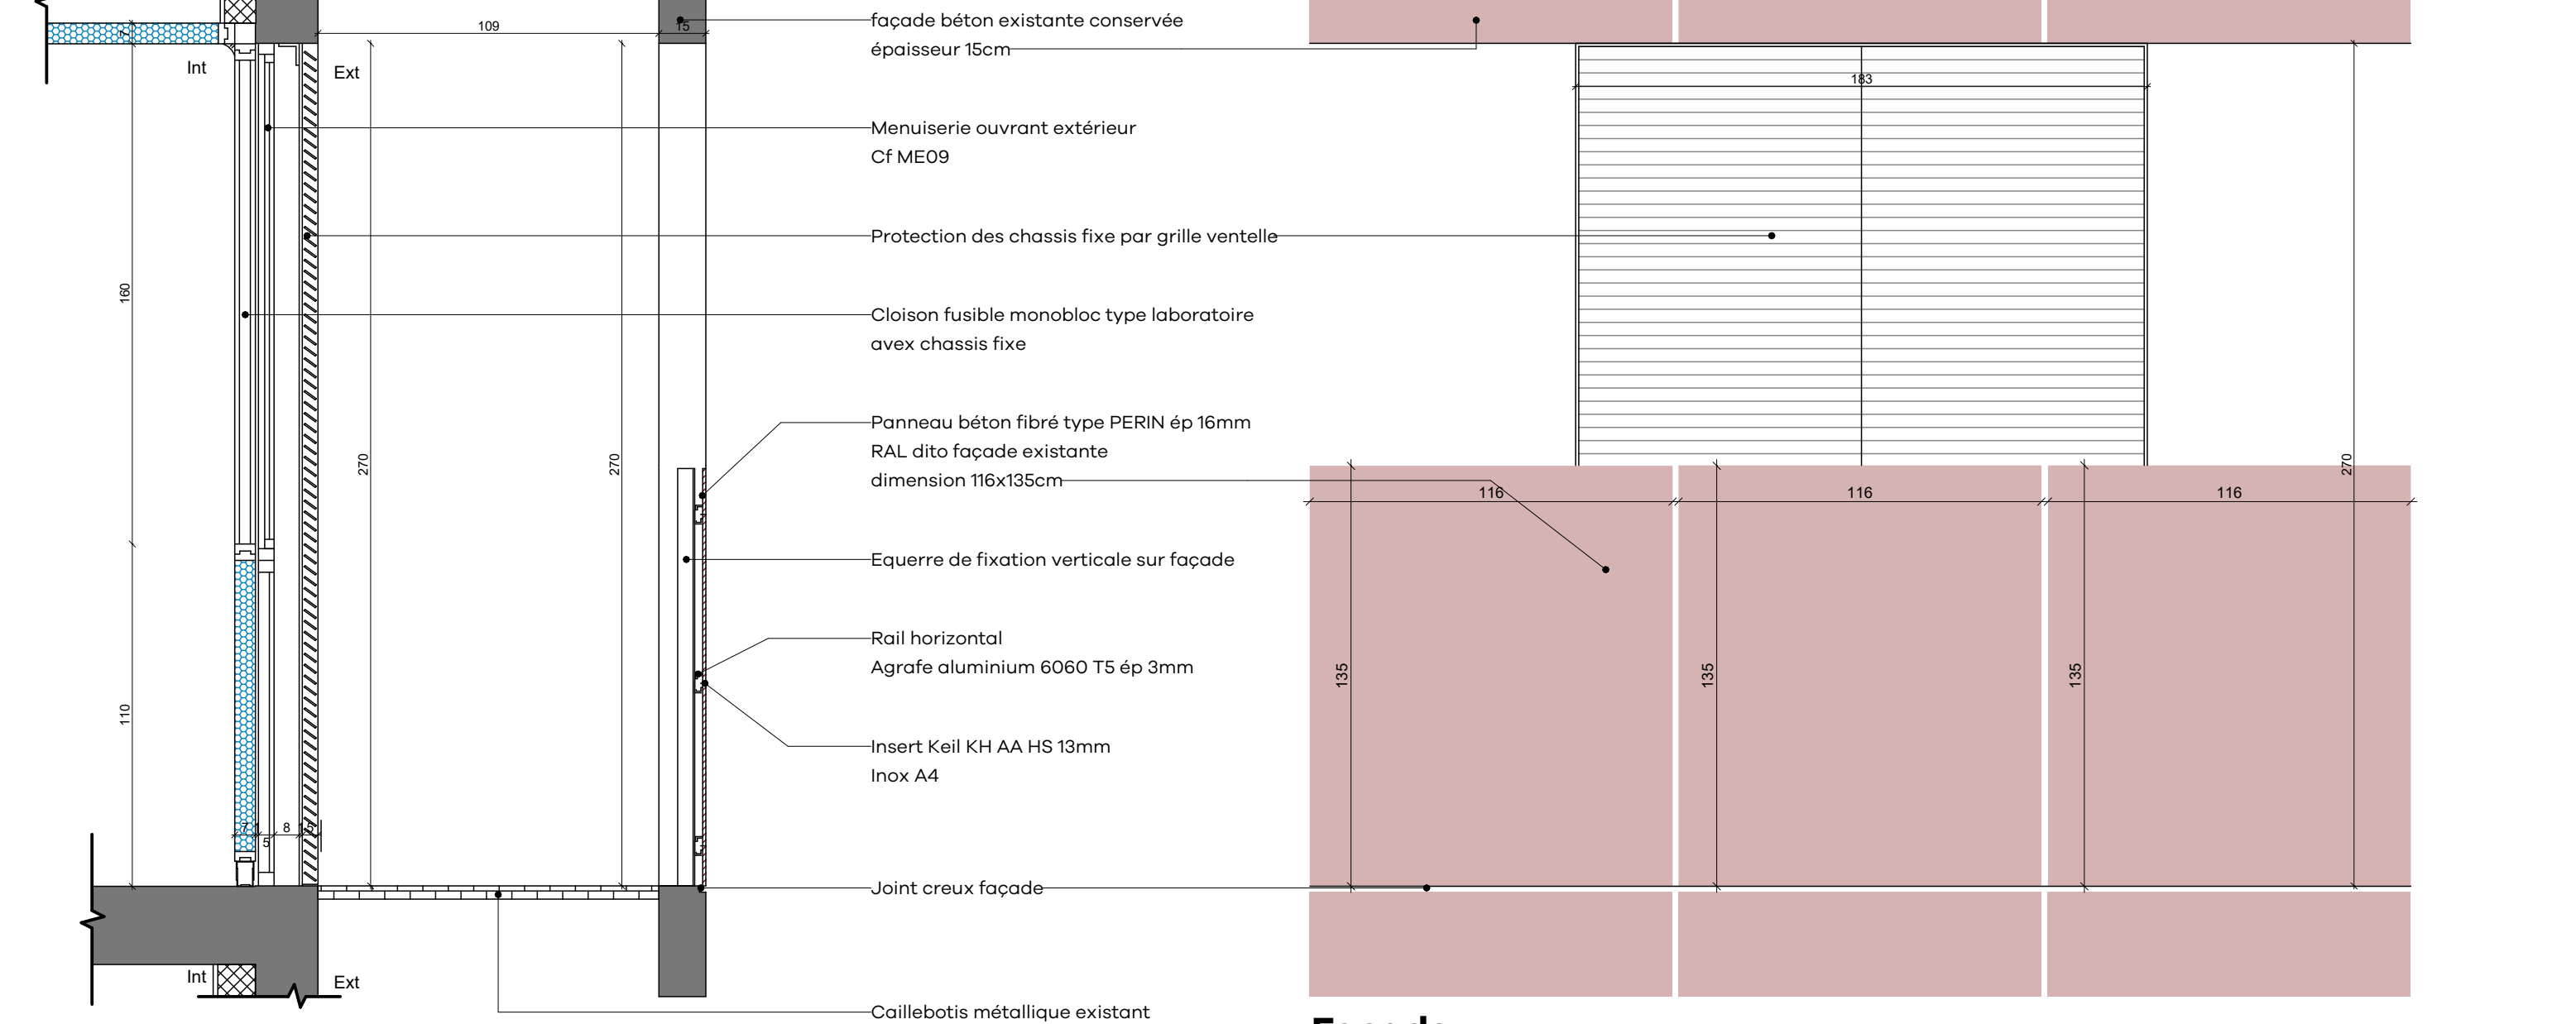 façade béton existante conservée
épaisseur 15cm
Menuiserie ouvrant extérieur
Cf ME09
Protection des chassis fixe par grille ventelle
Cloison fusible monobloc type laboratoire
avex chassis fixe
Panneau béton fibré type PERIN ép 16mm
RAL dito façade existante
dimension 116x135cm
Equerre de fixation verticale sur façade
Rail horizontal
Agrafe aluminium 6060 T5 ép 3mm
Insert Keil KH AA HS 13mm
Inox A4
Joint creux façade
Caillebotis métallique existant
Int
Ext
Int
Ext
7
109
15
160
110
270
270
7
5
8
183
270
116
116
116
135
135
135